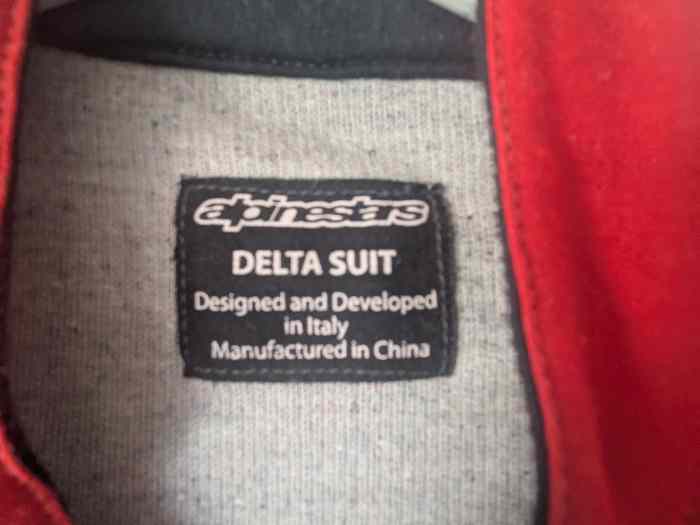 alpinestars
DELTA SUIT
Designed and Developed
in Italy
Manufactured in China